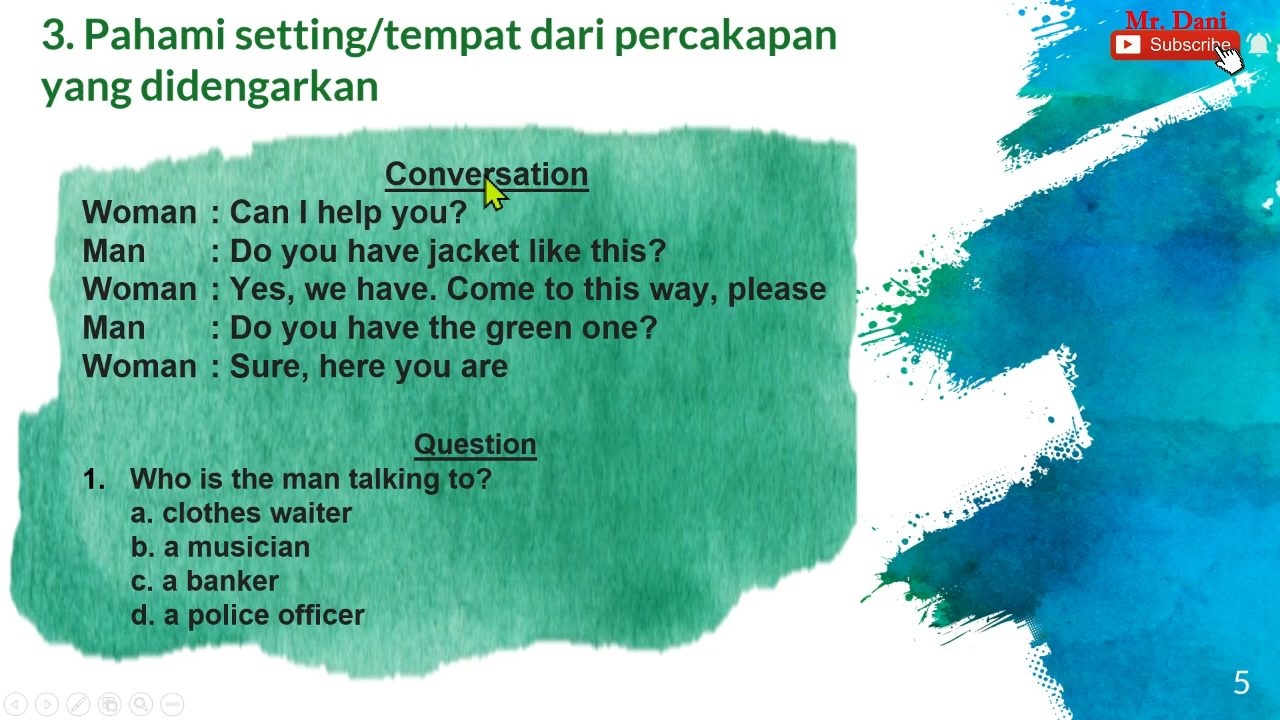 3. Pahami setting/tempat dari percakapan
yang didengarkan
Mr. Dani
Subscribe
Conversation
Woman : Can I help you?
Man : Do you have jacket like this?
Woman : Yes, we have. Come to this way, please
Man : Do you have the green one?
Woman : Sure, here you are
Question
1. Who is the man talking to?
a. clothes waiter
b. a musician
c. a banker
d. a police officer
5